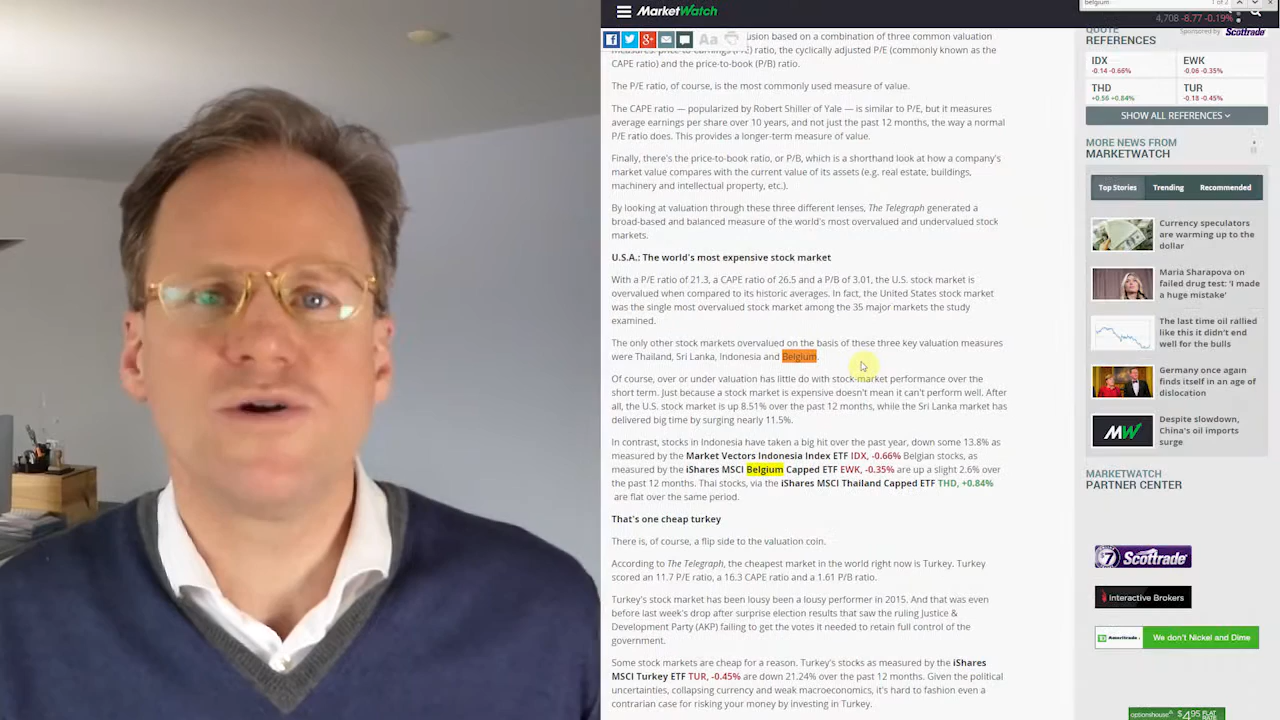 belgium
1 of 2
MarketWatch
4,708 -8.77 -0.19%
Aa
usion based on a combination of three common valuation
measures: price-to-earnings (P/E) ratio, the cyclically adjusted P/E (commonly known as the
CAPE ratio) and the price-to-book (P/B) ratio.
The P/E ratio, of course, is the most commonly used measure of value.
The CAPE ratio — popularized by Robert Shiller of Yale — is similar to P/E, but it measures
average earnings per share over 10 years, and not just the past 12 months, the way a normal
P/E ratio does. This provides a longer-term measure of value.
Finally, there's the price-to-book ratio, or P/B, which is a shorthand look at how a company's
market value compares with the current value of its assets (e.g. real estate, buildings,
machinery and intellectual property, etc.).
By looking at valuation through these three different lenses, The Telegraph generated a
broad-based and balanced measure of the world's most overvalued and undervalued stock
markets.
U.S.A.: The world's most expensive stock market
With a P/E ratio of 21.3, a CAPE ratio of 26.5 and a P/B of 3.01, the U.S. stock market is
overvalued when compared to its historic averages. In fact, the United States stock market
was the single most overvalued stock market among the 35 major markets the study
examined.
The only other stock markets overvalued on the basis of these three key valuation measures
were Thailand, Sri Lanka, Indonesia and Belgium.
Of course, over or under valuation has little do with stock-market performance over the
short term. Just because a stock market is expensive doesn't mean it can't perform well. After
all, the U.S. stock market is up 8.51% over the past 12 months, while the Sri Lanka market has
delivered big time by surging nearly 11.5%.
In contrast, stocks in Indonesia have taken a big hit over the past year, down some 13.8% as
measured by the Market Vectors Indonesia Index ETF IDX, -0.66% Belgian stocks, as
measured by the iShares MSCI Belgium Capped ETF EWK, -0.35% are up a slight 2.6% over
the past 12 months. Thai stocks, via the iShares MSCI Thailand Capped ETF THD, +0.84%
are flat over the same period.
That's one cheap turkey
There is, of course, a flip side to the valuation coin.
According to The Telegraph, the cheapest market in the world right now is Turkey. Turkey
scored an 11.7 P/E ratio, a 16.3 CAPE ratio and a 1.61 P/B ratio.
Turkey's stock market has been lousy been a lousy performer in 2015. And that was even
before last week's drop after surprise election results that saw the ruling Justice &
Development Party (AKP) failing to get the votes it needed to retain full control of the
government.
Some stock markets are cheap for a reason. Turkey's stocks as measured by the iShares
MSCI Turkey ETF TUR, -0.45% are down 21.24% over the past 12 months. Given the political
uncertainties, collapsing currency and weak macroeconomics, it's hard to fashion even a
contrarian case for risking your money by investing in Turkey.
QUOTE
REFERENCES
Sponsored by Scottrade
IDX
-0.14 -0.66%
EWK
-0.06 -0.35%
THD
+0.56 +0.84%
TUR
-0.18 -0.45%
SHOW ALL REFERENCES
MORE NEWS FROM
MARKETWATCH
Top Stories
Trending
Recommended
Currency speculators
are warming up to the
dollar
Maria Sharapova on
failed drug test: 'I made
a huge mistake'
The last time oil rallied
like this it didn't end
well for the bulls
Germany once again
finds itself in an age of
dislocation
MW
Despite slowdown,
China's oil imports
surge
MARKETWATCH
PARTNER CENTER
7 Scottrade
Interactive Brokers
Ameritrade
We don't Nickel and Dime
optionshouse
$4.95 FLAT
RATE